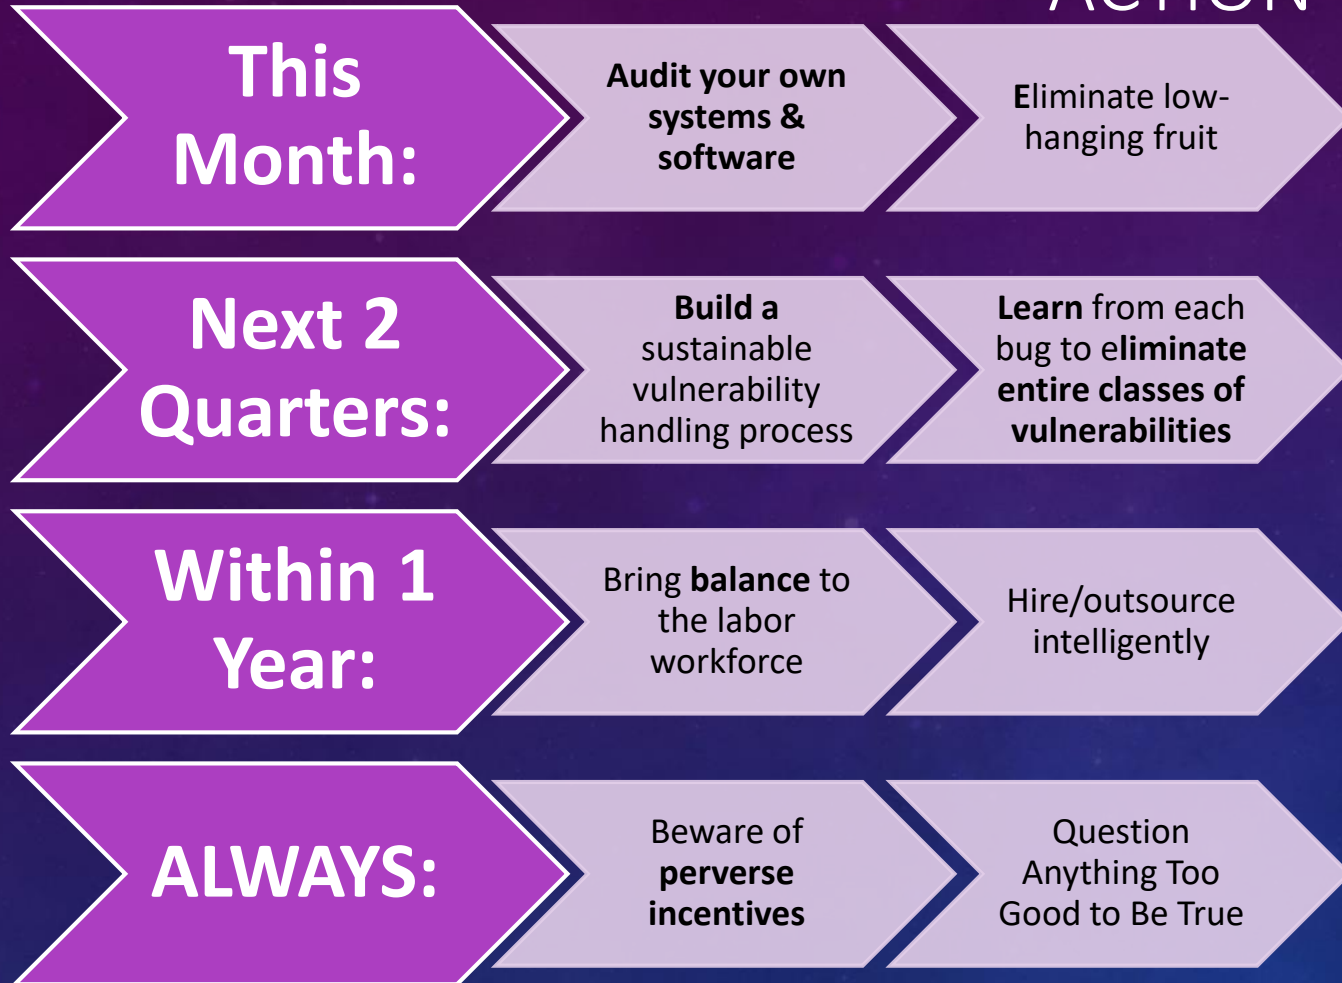 ACTION
This
Month:
Audit your own
systems &
software
Eliminate low-
hanging fruit
Next 2
Quarters:
Build a
sustainable
vulnerability
handling process
Learn from each
bug to eliminate
entire classes of
vulnerabilities
Within 1
Year:
Bring balance to
the labor
workforce
Hire/outsource
intelligently
ALWAYS:
Beware of
perverse
incentives
Question
Anything Too
Good to Be True